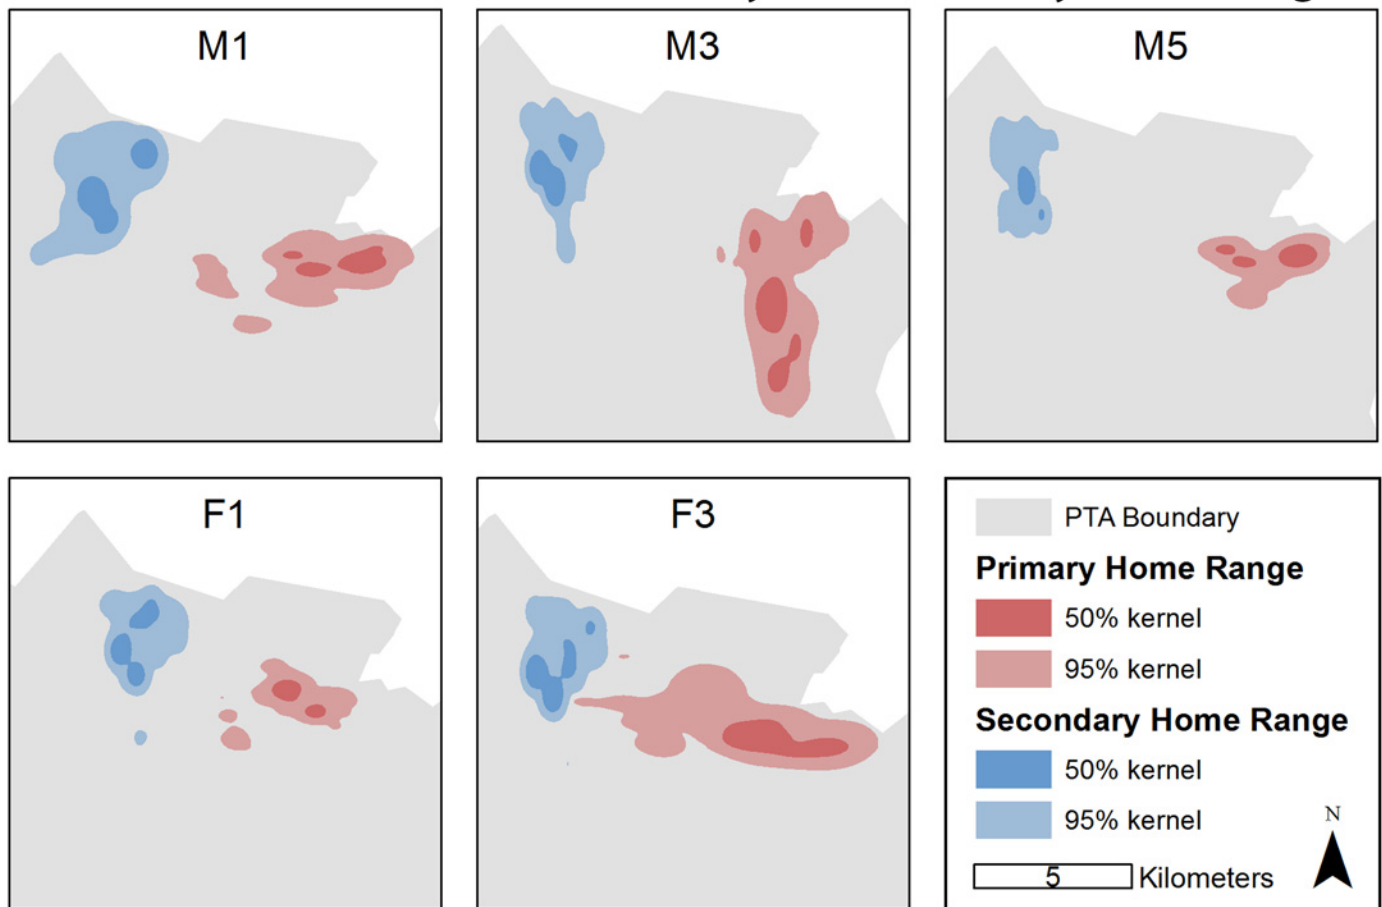 M1
M3
M5
F1
F3
PTA Boundary
Primary Home Range
50% kernel
95% kernel
Secondary Home Range
50% kernel
95% kernel
N
5 Kilometers